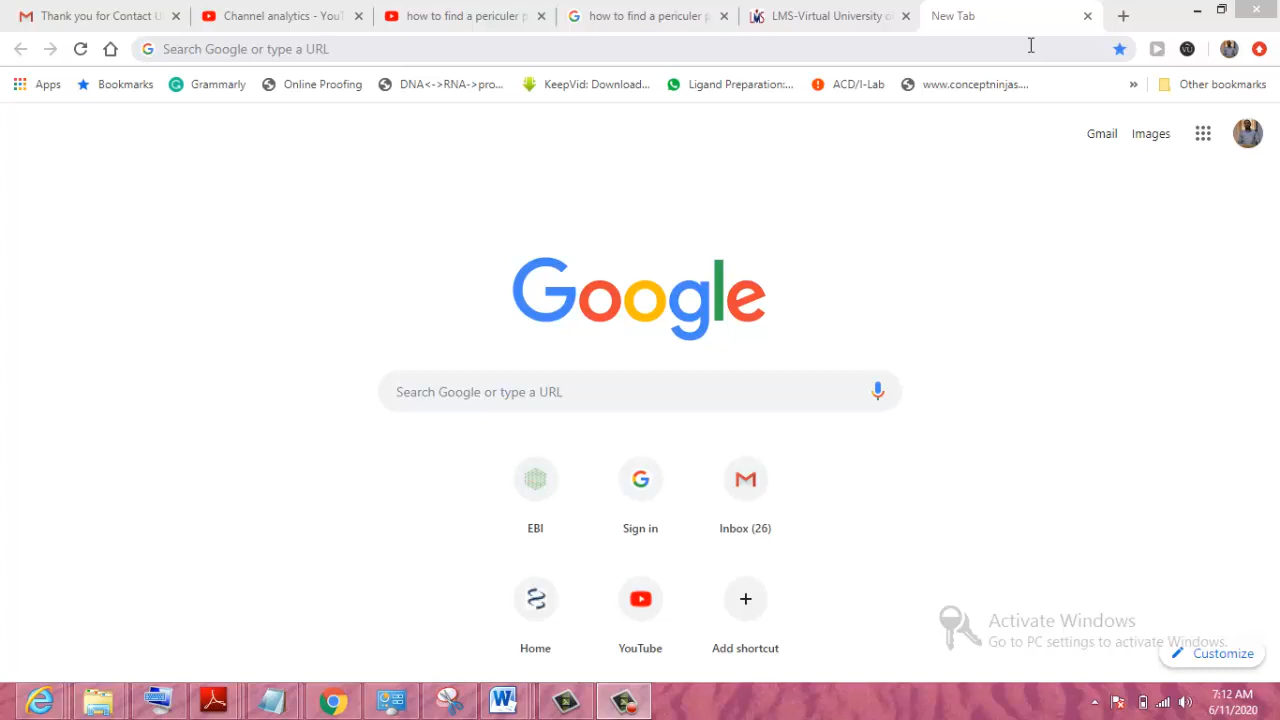 Thank you for Contact U
Channel analytics - YouT
how to find a periculer p
how to find a periculer p
LMS-Virtual University of
New Tab
Search Google or type a URL
Apps
Bookmarks
Grammarly
Online Proofing
DNA<->RNA->pro...
KeepVid: Download...
Ligand Preparation:...
ACD/I-Lab
www.conceptninjas....
»
Other bookmarks
Gmail
Images
Google
Search Google or type a URL
EBI
Sign in
Inbox (26)
Home
YouTube
Add shortcut
Activate Windows
Go to PC settings to activate Windows.
Customize
7:12 AM
6/11/2020